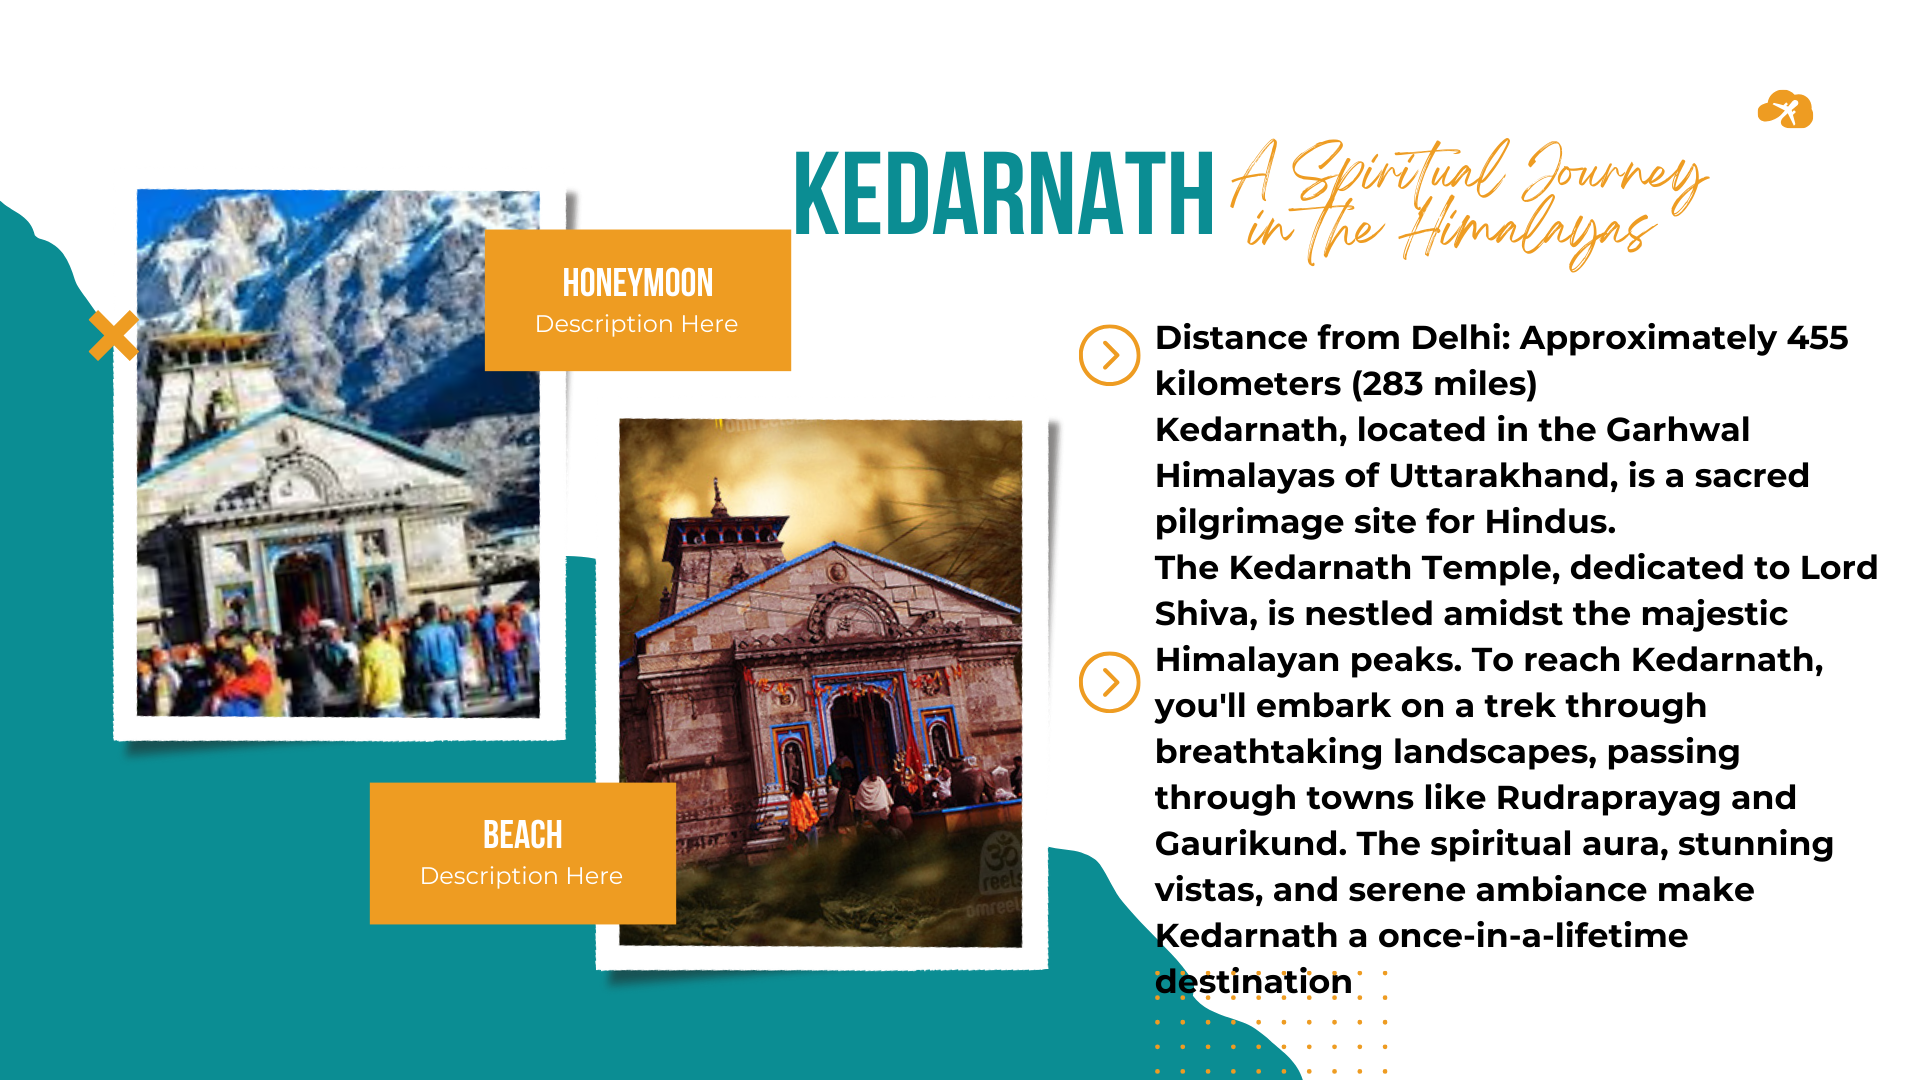 KEDARNATH
A Spiritual Journey
in the Himalayas
HONEYMOON
Description Here
BEACH
Description Here
Distance from Delhi: Approximately 455
kilometers (283 miles)
Kedarnath, located in the Garhwal
Himalayas of Uttarakhand, is a sacred
pilgrimage site for Hindus.
The Kedarnath Temple, dedicated to Lord
Shiva, is nestled amidst the majestic
Himalayan peaks. To reach Kedarnath,
you'll embark on a trek through
breathtaking landscapes, passing
through towns like Rudraprayag and
Gaurikund. The spiritual aura, stunning
vistas, and serene ambiance make
Kedarnath a once-in-a-lifetime
destination
ॐ
reels